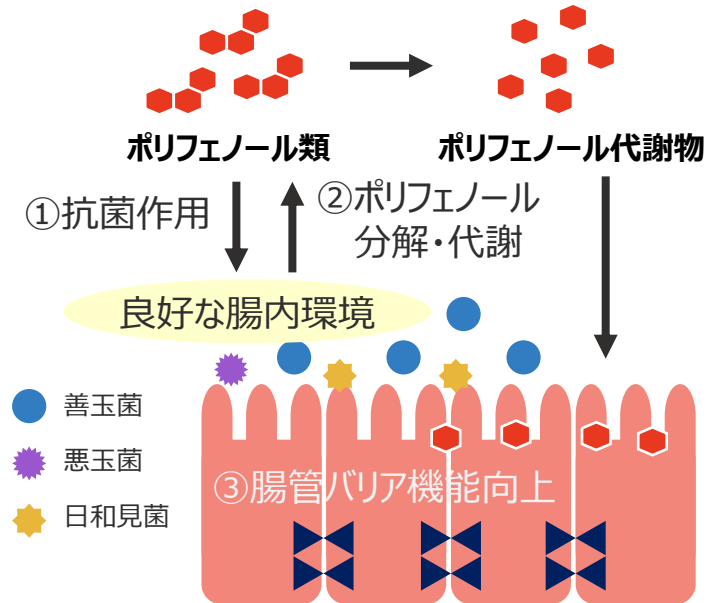 ポリフェノール類
ポリフェノール代謝物
①抗菌作用
②ポリフェノール
分解・代謝
良好な腸内環境
善玉菌
悪玉菌
日和見菌
③腸管バリア機能向上